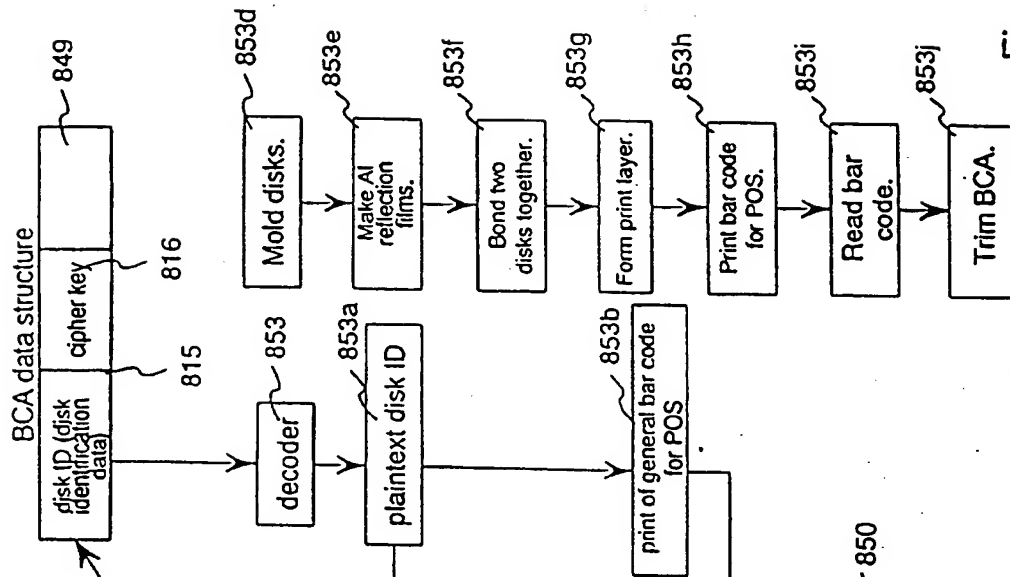 BCA data structure
disk ID (disk
identification
data)
cipher key
849
816
815
decoder
853
plaintext disk ID
853a
print of general bar code
for POS
853b
850
Mold disks.
853d
Make Al
reflection
films.
853e
Bond two
disks together.
853f
Form print layer.
853g
Print bar code
for POS.
853h
Read bar
code.
853i
Trim BCA.
853j